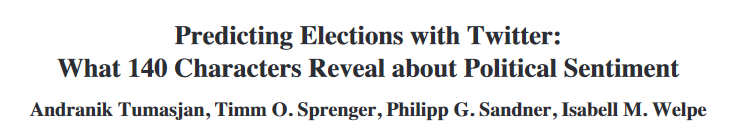 Predicting Elections with Twitter:
What 140 Characters Reveal about Political Sentiment
Andranik Tumasjan, Timm O. Sprenger, Philipp G. Sandner, Isabell M. Welpe